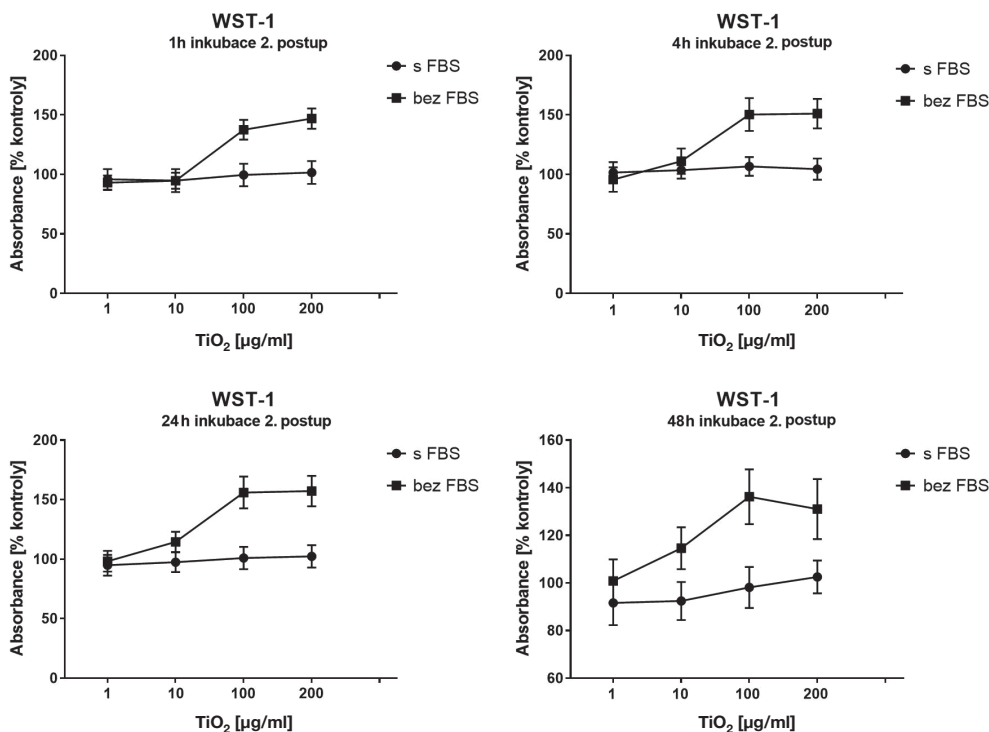 WST-1
1h inkubace 2. postup
200
150
100
50
0
Absorbance [% kontroly]
1 10 100 200
TiO2 [µg/ml]
s FBS
bez FBS
WST-1
4h inkubace 2. postup
200
150
100
50
0
Absorbance [% kontroly]
1 10 100 200
TiO2 [µg/ml]
s FBS
bez FBS
WST-1
24h inkubace 2. postup
200
150
100
50
0
Absorbance [% kontroly]
1 10 100 200
TiO2 [µg/ml]
s FBS
bez FBS
WST-1
48h inkubace 2. postup
160
140
120
100
80
60
Absorbance [% kontroly]
1 10 100 200
TiO2 [µg/ml]
s FBS
bez FBS